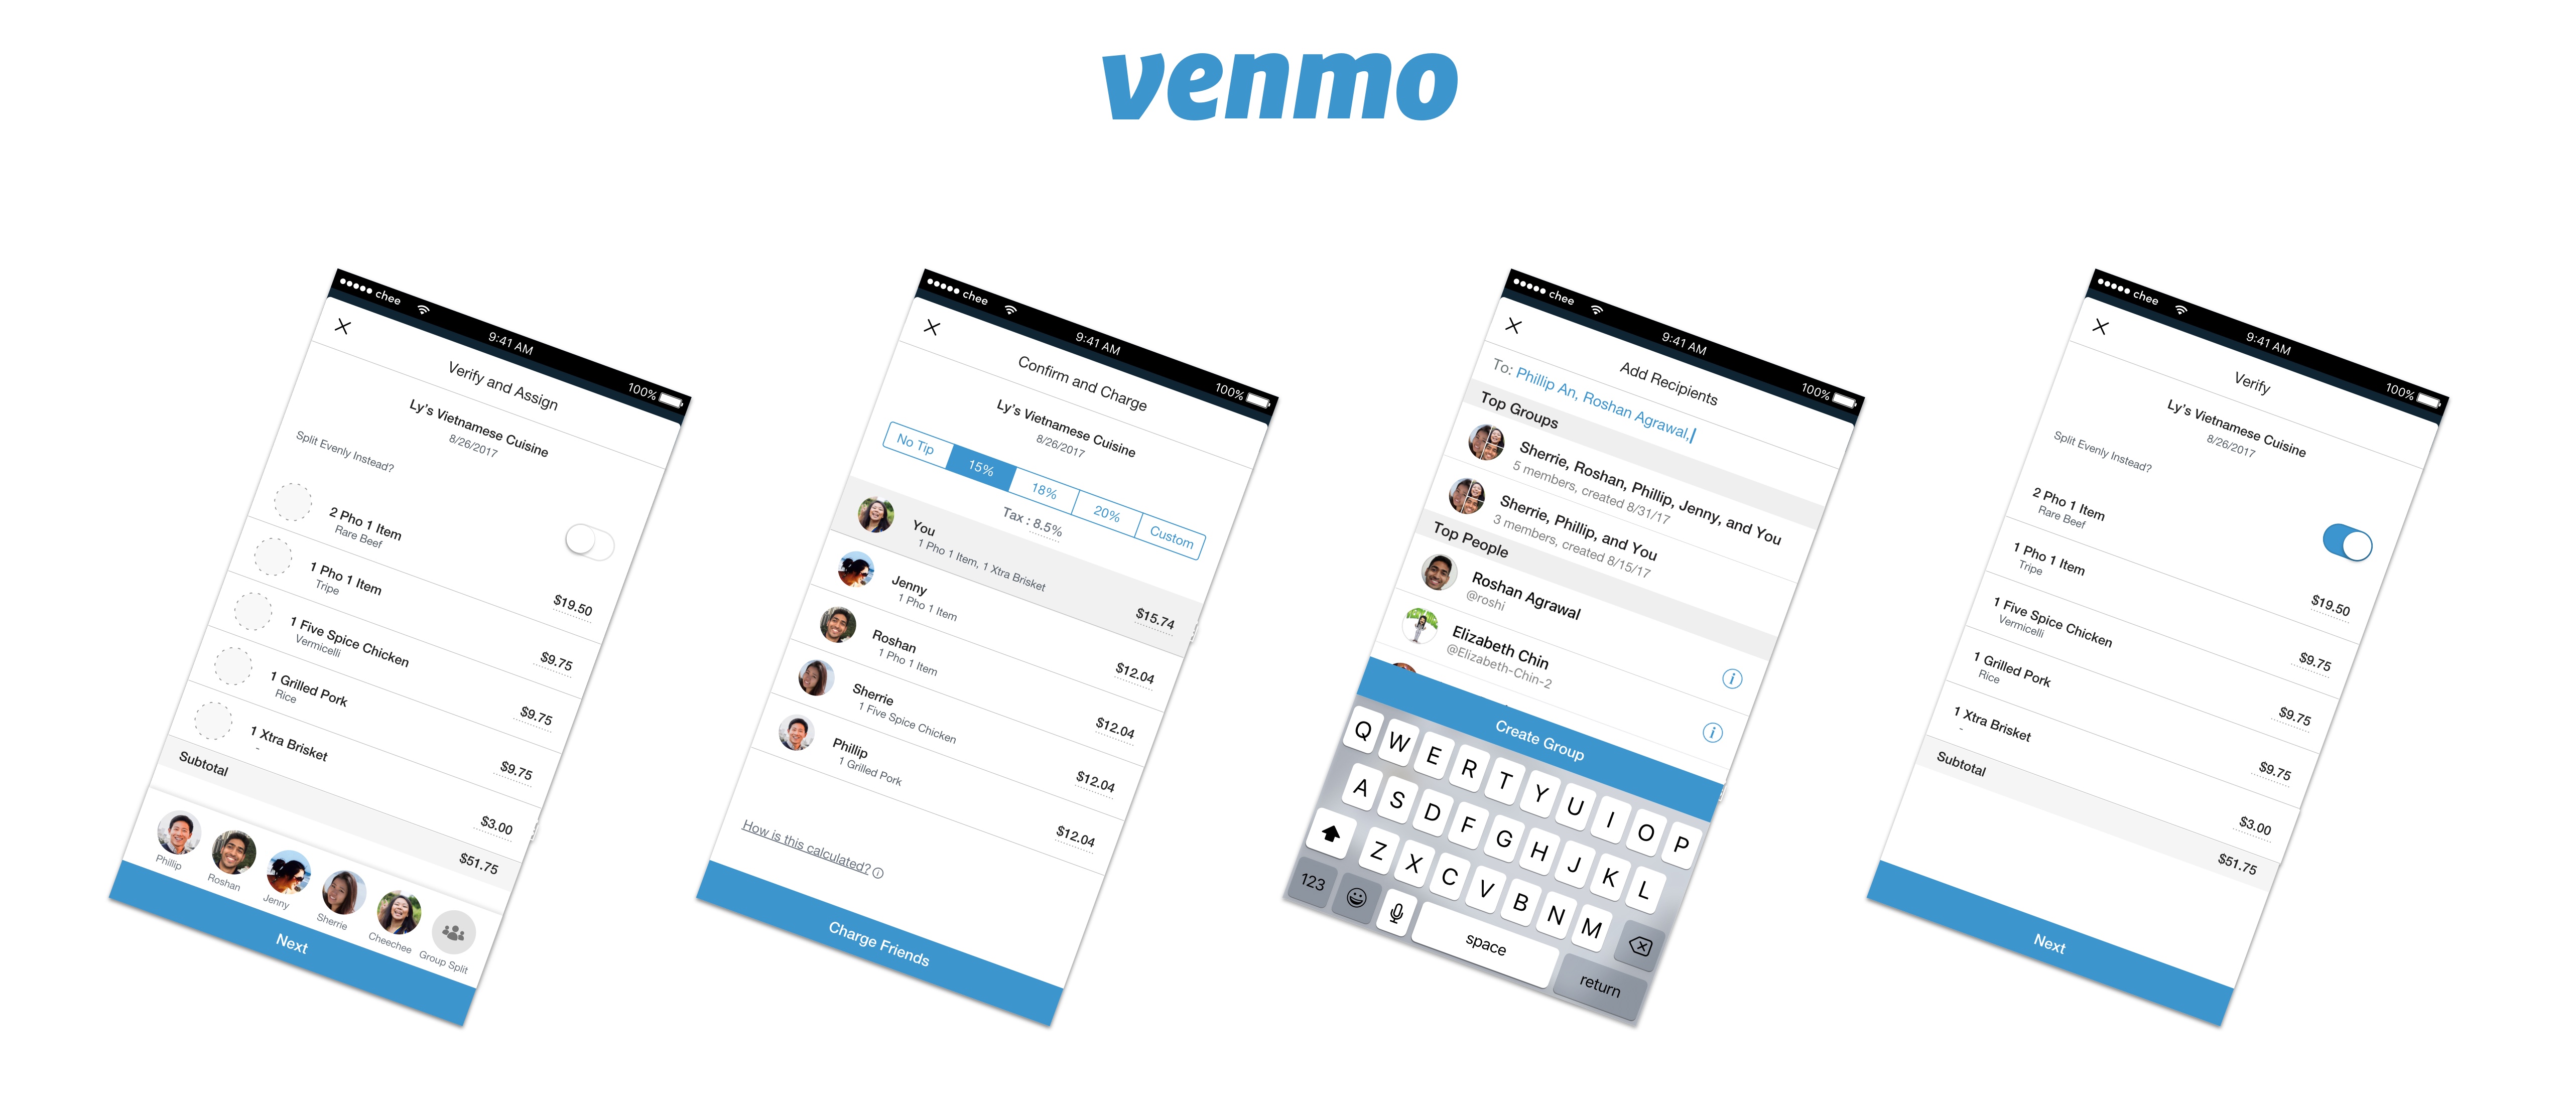 venmo
chee
9:41 AM
100%
Verify and Assign
Ly's Vietnamese Cuisine
8/26/2017
Split Evenly Instead?
2 Pho 1 Item
Rare Beef
$19.50
1 Pho 1 Item
Tripe
$9.75
1 Five Spice Chicken
Vermicelli
$9.75
1 Grilled Pork
Rice
$9.75
1 Xtra Brisket
-
$3.00
Subtotal
$51.75
Phillip
Roshan
Jenny
Sherrie
Cheechee
Group Split
Next
chee
9:41 AM
100%
Confirm and Charge
Ly's Vietnamese Cuisine
8/26/2017
No Tip
15%
18%
20%
Custom
Tax : 8.5%
You
1 Pho 1 Item, 1 Xtra Brisket
$15.74
Jenny
1 Pho 1 Item
$12.04
Roshan
1 Pho 1 Item
$12.04
Sherrie
1 Five Spice Chicken
$12.04
Phillip
1 Grilled Pork
$12.04
How is this calculated?
Charge Friends
chee
9:41 AM
100%
Add Recipients
To: Phillip An, Roshan Agrawal,
Top Groups
Sherrie, Roshan, Phillip, Jenny, and You
5 members, created 8/31/17
Sherrie, Phillip, and You
3 members, created 8/15/17
Top People
Roshan Agrawal
@roshi
Elizabeth Chin
@Elizabeth-Chin-2
Create Group
Q W E R T Y U I O P
A S D F G H J K L
Z X C V B N M
123
space
return
chee
9:41 AM
100%
Verify
Ly's Vietnamese Cuisine
8/26/2017
Split Evenly Instead?
2 Pho 1 Item
Rare Beef
$19.50
1 Pho 1 Item
Tripe
$9.75
1 Five Spice Chicken
Vermicelli
$9.75
1 Grilled Pork
Rice
$9.75
1 Xtra Brisket
-
$3.00
Subtotal
$51.75
Next